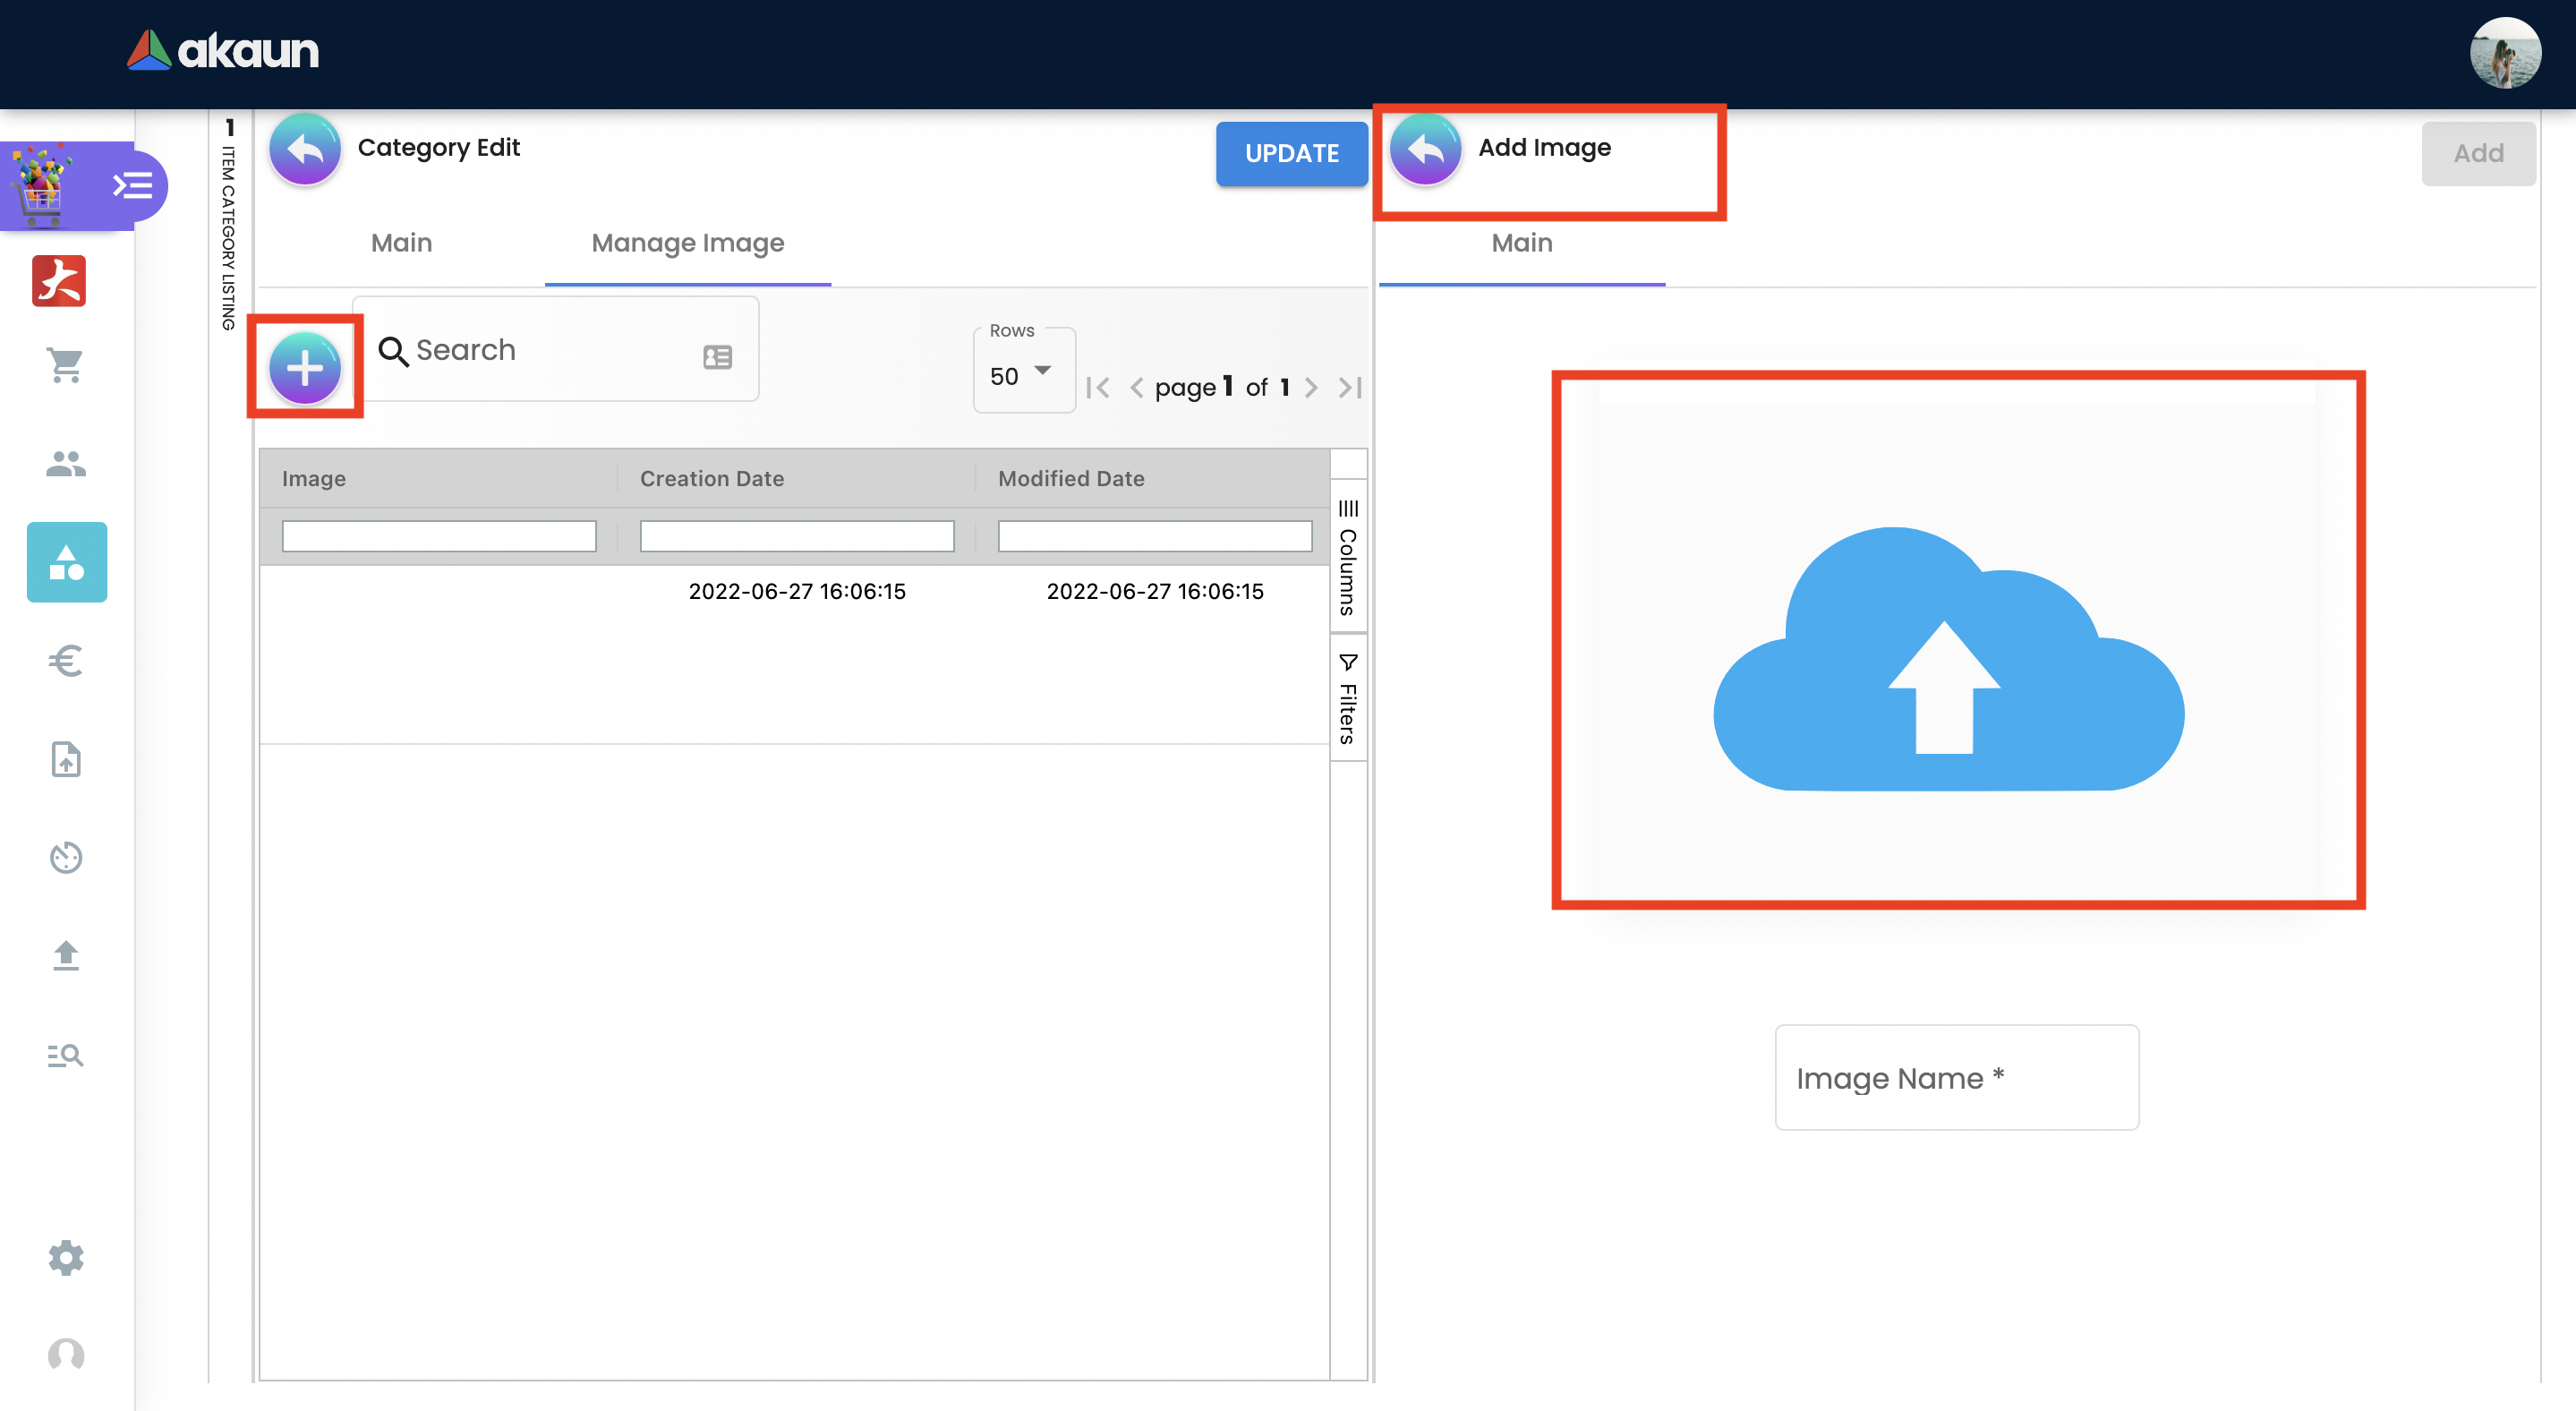 akaun
1 ITEM CATEGORY LISTING
Category Edit
UPDATE
Main
Manage Image
Search
Rows
50
page 1 of 1
Image
Creation Date
Modified Date
2022-06-27 16:06:15
2022-06-27 16:06:15
Columns
Filters
Add Image
Add
Main
Image Name *